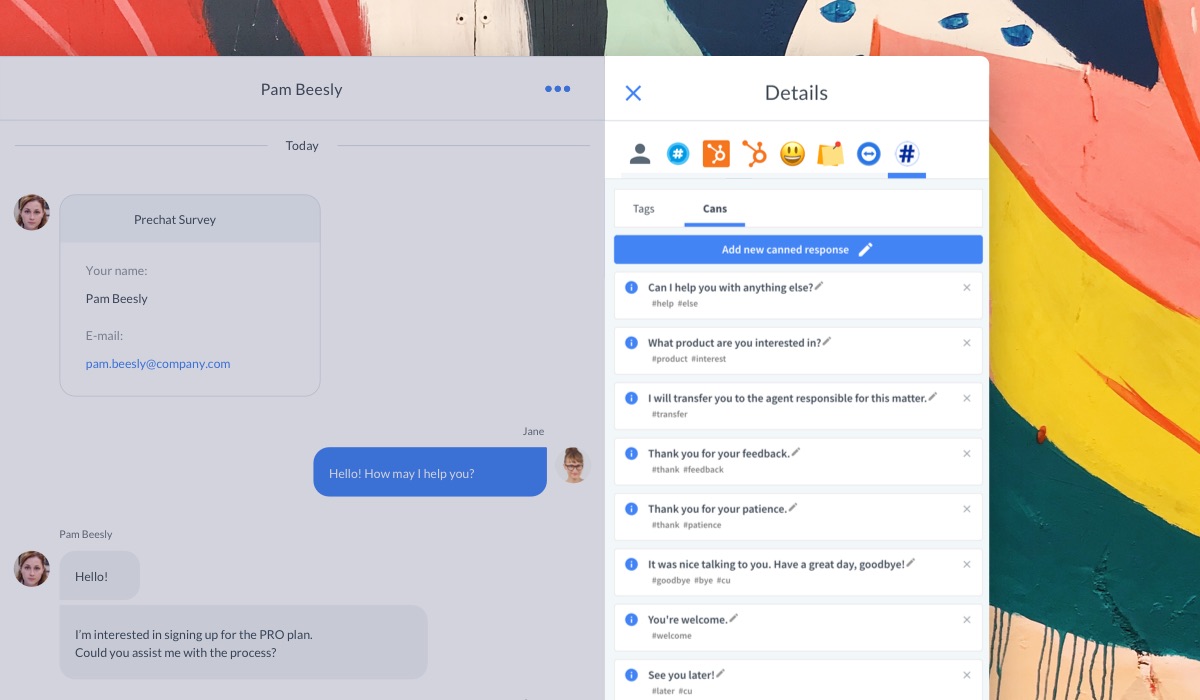 Pam Beesly
Today
Prechat Survey
Your name:
Pam Beesly
E-mail:
pam.beesly@company.com
Jane
Hello! How may I help you?
Pam Beesly
Hello!
I'm interested in signing up for the PRO plan.
Could you assist me with the process?
Details
Tags Cans
Add new canned response
Can I help you with anything else?
#help #else
What product are you interested in?
#product #interest
I will transfer you to the agent responsible for this matter.
#transfer
Thank you for your feedback.
#thank #feedback
Thank you for your patience.
#thank #patience
It was nice talking to you. Have a great day, goodbye!
#goodbye #bye #cu
You're welcome.
#welcome
See you later!
#later #cu